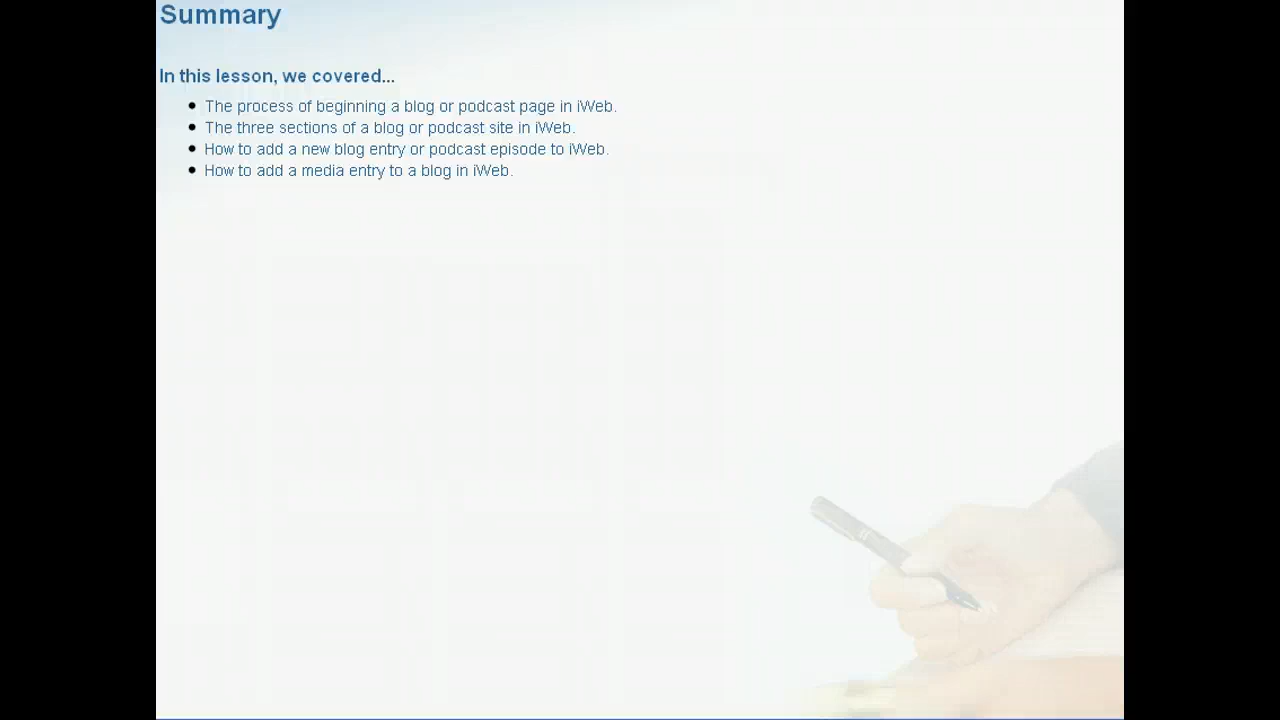 Summary
In this lesson, we covered...
The process of beginning a blog or podcast page in iWeb.
The three sections of a blog or podcast site in iWeb.
How to add a new blog entry or podcast episode to iWeb.
How to add a media entry to a blog in iWeb.